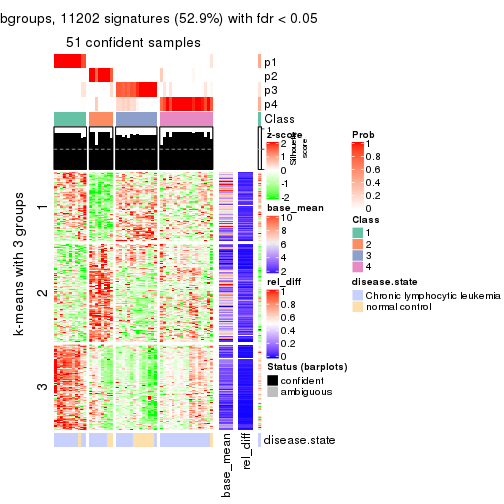 bgroups, 11202 signatures (52.9%) with fdr < 0.05
51 confident samples
p1
p2
p3
p4
Class
1
Silhouette
score
k-means with 3 groups
1
2
3
z-score
2
1
0
-1
-2
base_mean
10
8
6
4
2
rel_diff
1
0.8
0.6
0.4
0.2
0
Status (barplots)
confident
ambiguous
Prob
1
0.8
0.6
0.4
0.2
0
Class
1
2
3
4
disease.state
Chronic lymphocytic leukemia
normal control
disease.state
base_mean
rel_diff